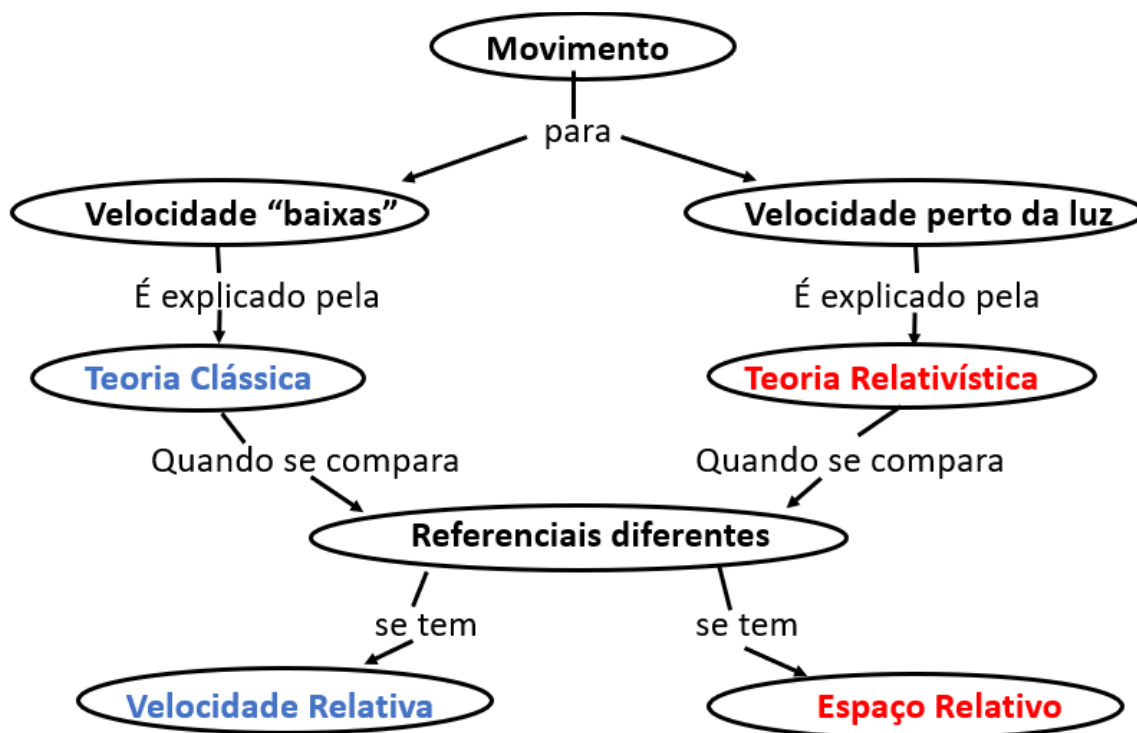 Movimento
para
Velocidade “baixas”
Velocidade perto da luz
É explicado pela
É explicado pela
Teoria Clássica
Teoria Relativística
Quando se compara
Quando se compara
Referenciais diferentes
se tem
se tem
Velocidade Relativa
Espaço Relativo